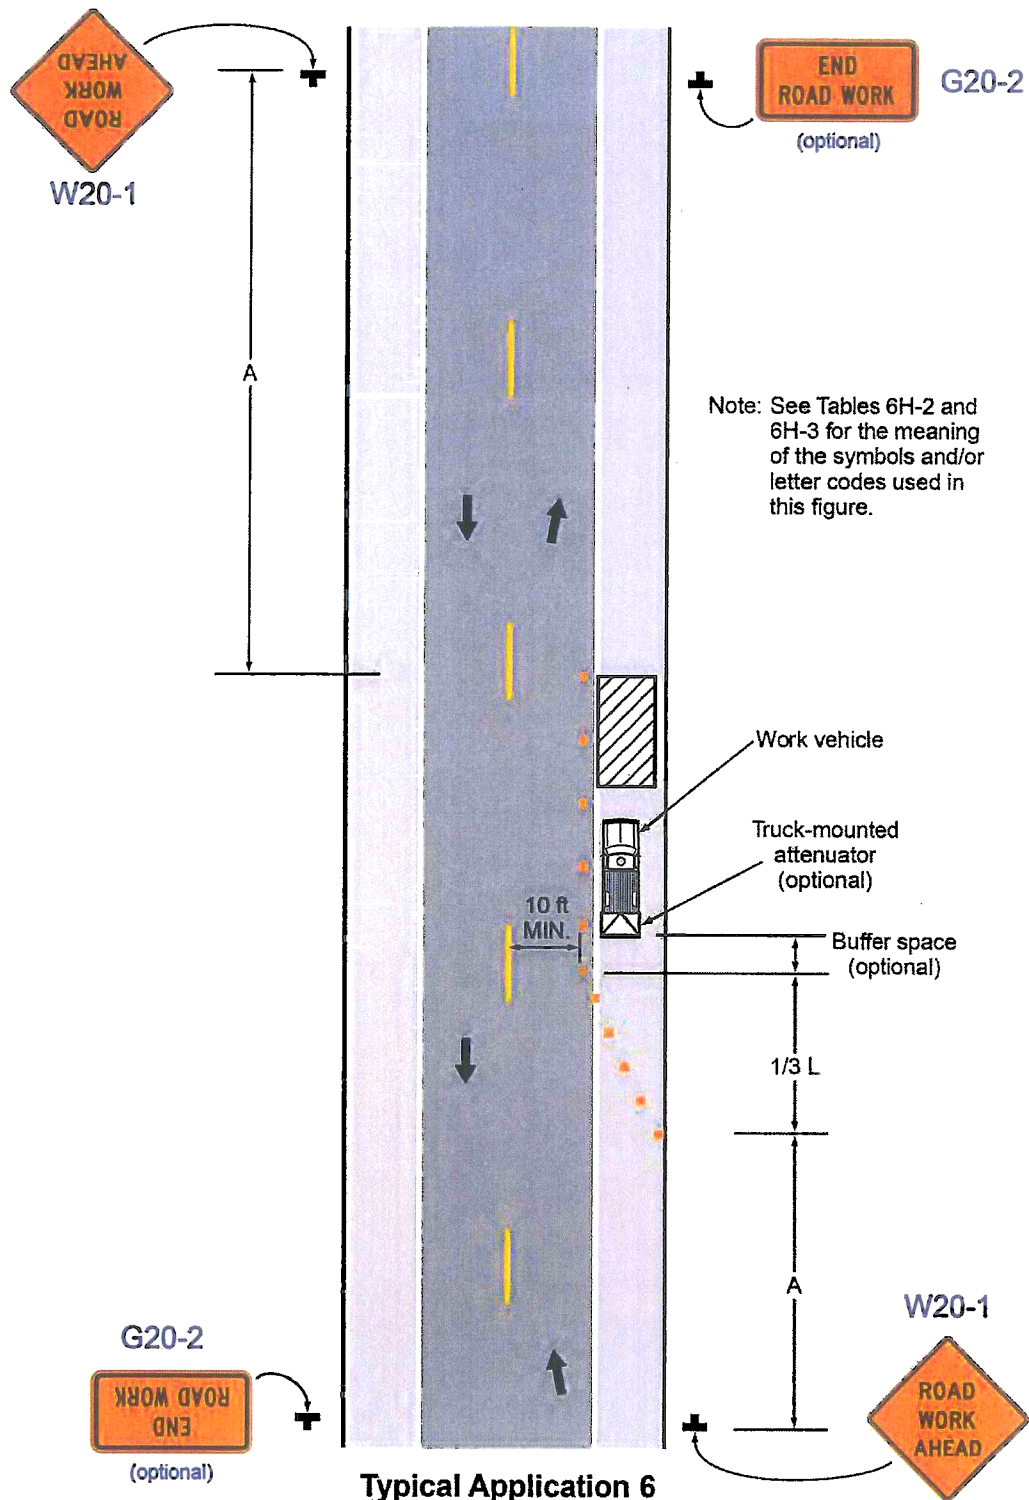 ROAD
WORK
AHEAD
W20-1
END
ROAD WORK
(optional)
G20-2
A
Note: See Tables 6H-2 and
6H-3 for the meaning
of the symbols and/or
letter codes used in
this figure.
Work vehicle
Truck-mounted
attenuator
(optional)
10 ft
MIN.
Buffer space
(optional)
1/3 L
A
W20-1
ROAD
WORK
AHEAD
G20-2
END
ROAD WORK
(optional)
Typical Application 6